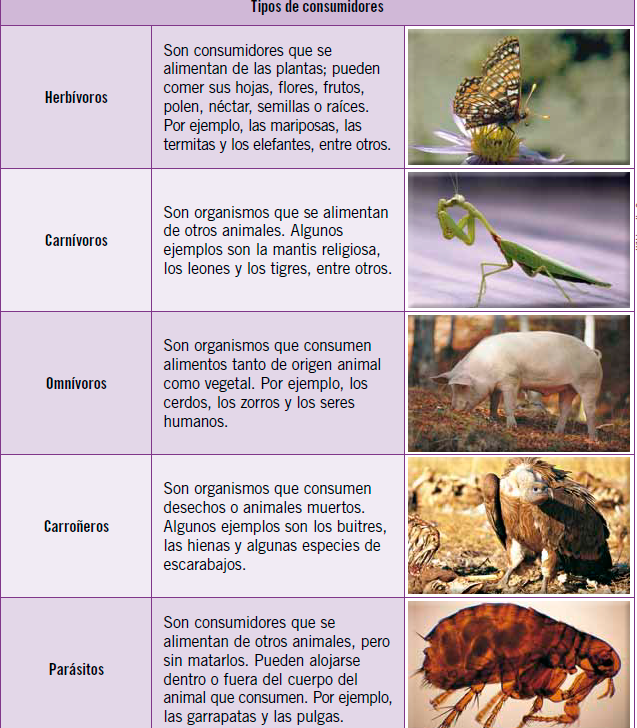 Tipos de consumidores
Herbívoros
Son consumidores que se
alimentan de las plantas; pueden
comer sus hojas, flores, frutos,
polen, néctar, semillas o raíces.
Por ejemplo, las mariposas, las
termitas y los elefantes, entre otros.
Carnívoros
Son organismos que se alimentan
de otros animales. Algunos
ejemplos son la mantis religiosa,
los leones y los tigres, entre otros.
Omnívoros
Son organismos que consumen
alimentos tanto de origen animal
como vegetal. Por ejemplo, los
cerdos, los zorros y los seres
humanos.
Carroñeros
Son organismos que consumen
desechos o animales muertos.
Algunos ejemplos son los buitres,
las hienas y algunas especies de
escarabajos.
Parásitos
Son consumidores que se
alimentan de otros animales, pero
sin matarlos. Pueden alojarse
dentro o fuera del cuerpo del
animal que consumen. Por ejemplo,
las garrapatas y las pulgas.